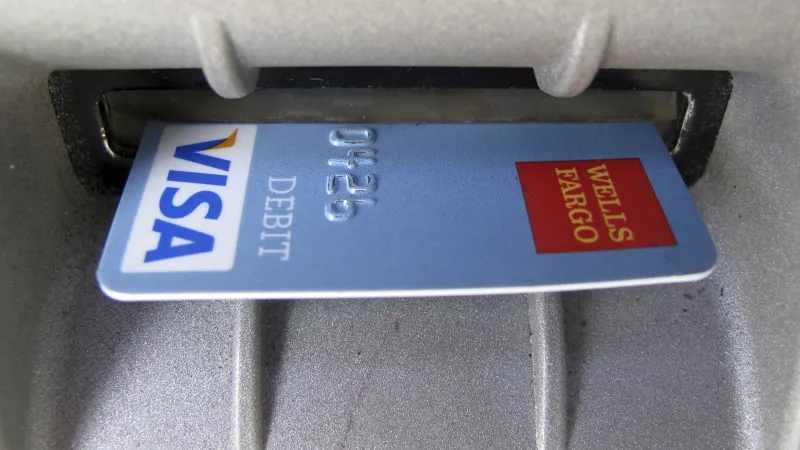 WELLS
FARGO
0426
DEBIT
VISA